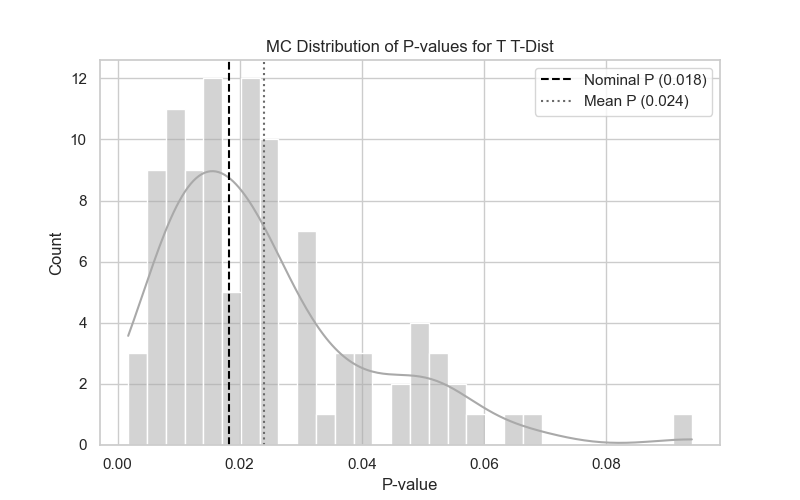 MC Distribution of P-values for T T-Dist
Nominal P (0.018)
Mean P (0.024)
12
10
8
6
4
2
0
Count
0.00 0.02 0.04 0.06 0.08
P-value